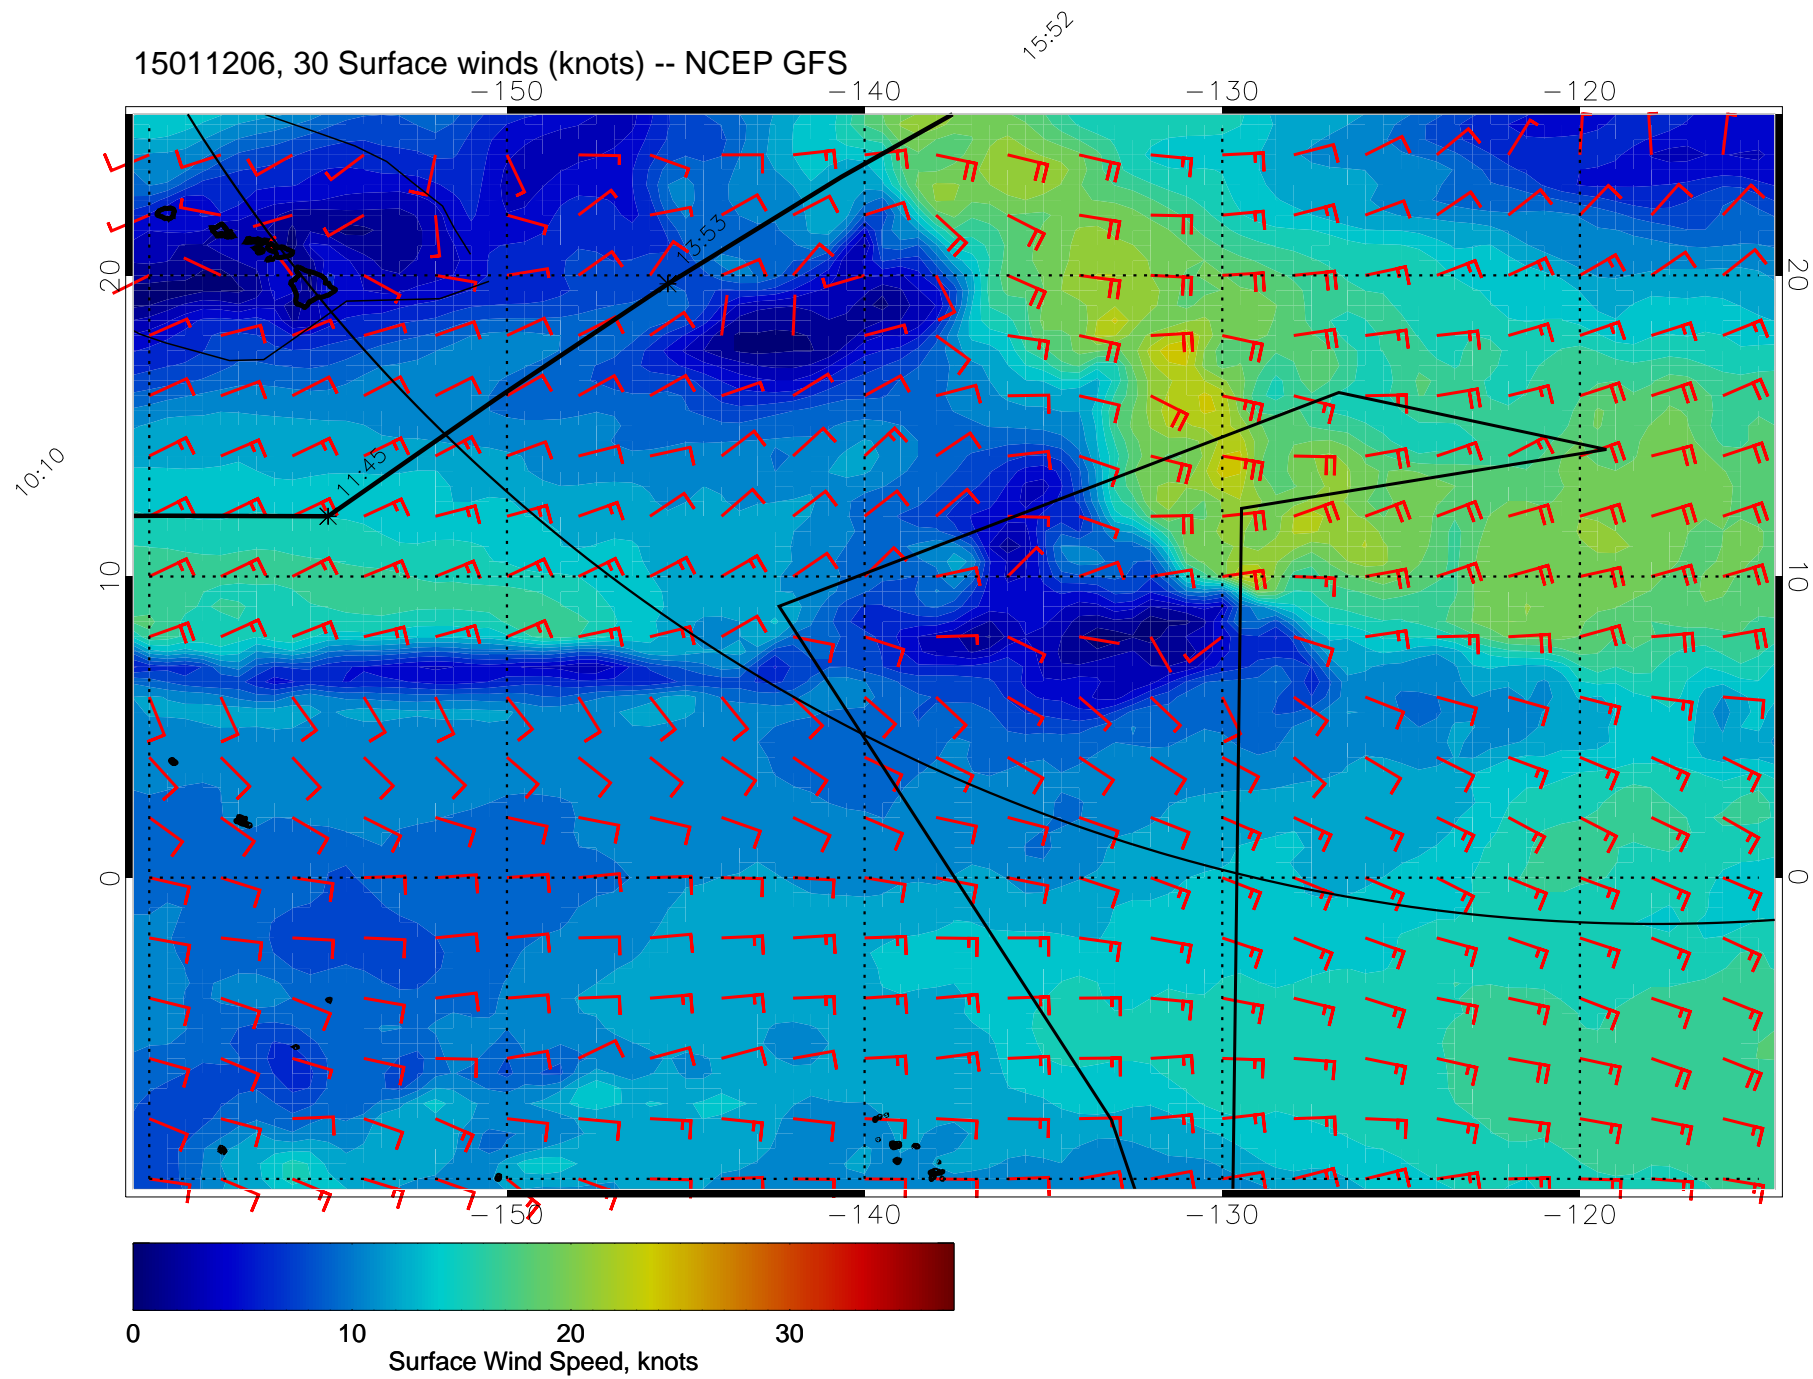 15:52
15011206, 30 Surface winds (knots) -- NCEP GFS
-150 -140 -130 -120
13:53
20 20
11:45
10:10
10 10
0 0
-150 -140 -130 -120
0 10 20 30
Surface Wind Speed, knots